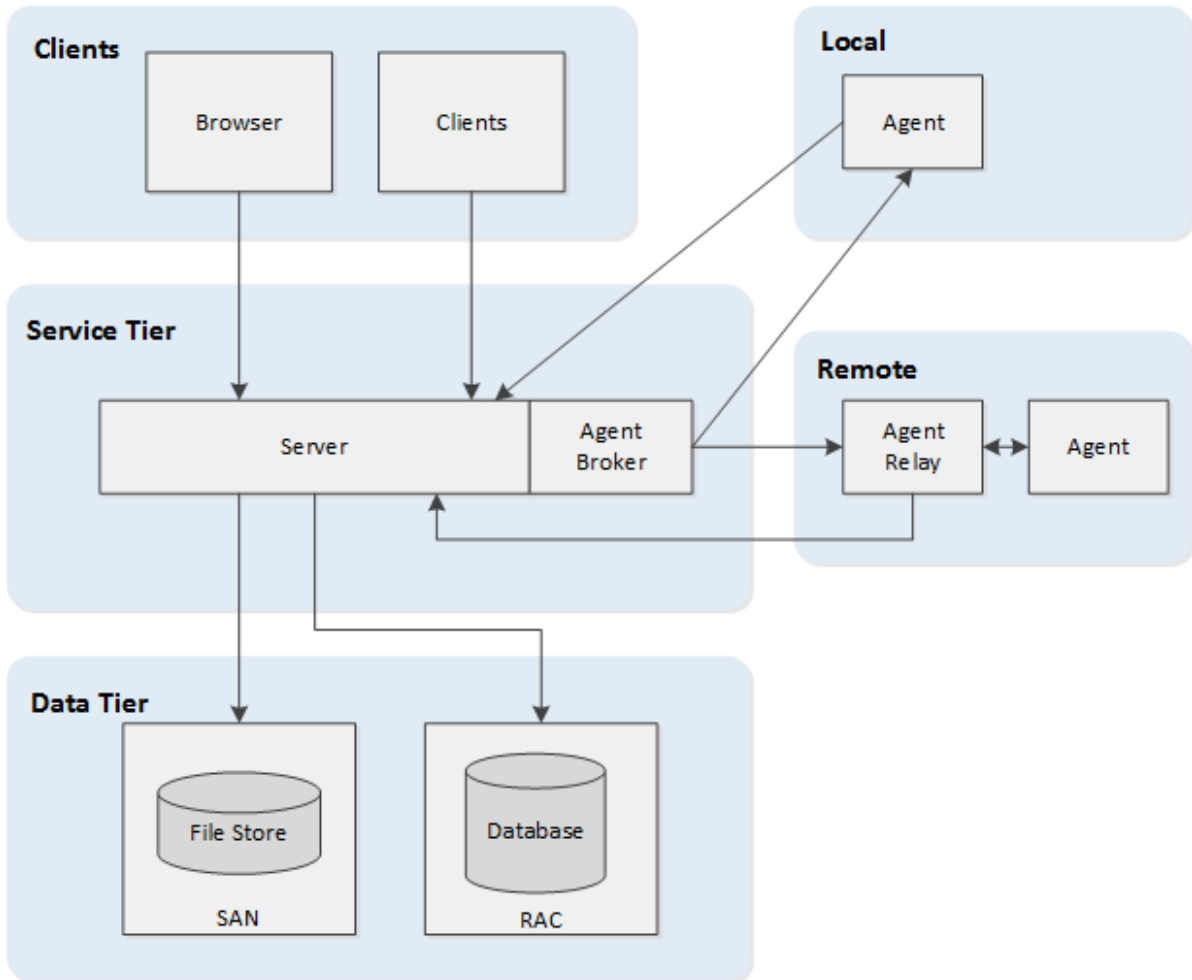 Clients
Browser
Clients
Local
Agent
Service Tier
Server
Agent
Broker
Remote
Agent
Relay
Agent
Data Tier
File Store
SAN
Database
RAC